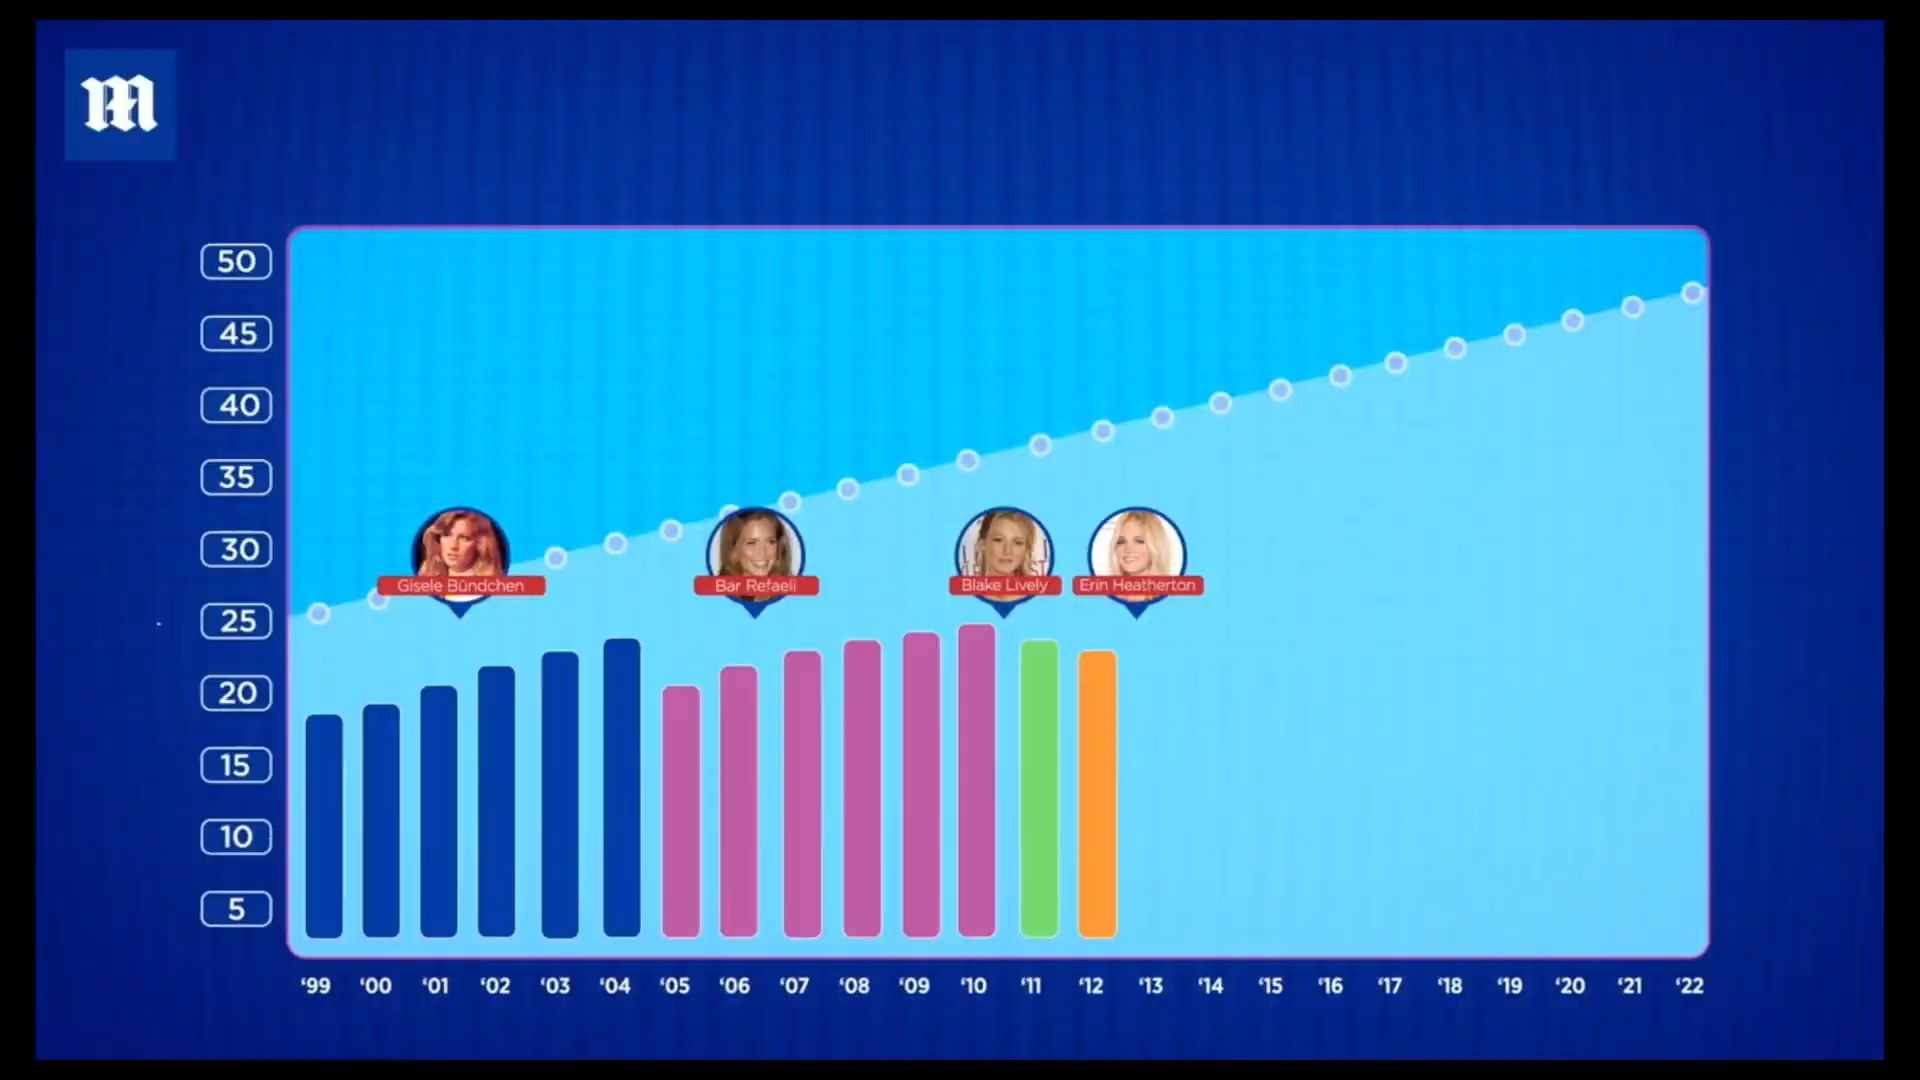 M
50
45
40
35
30
25
20
15
10
5
Gisele Bündchen
Bar Refaeli
Blake Lively
Erin Heatherton
‘99 ‘00 ‘01 ‘02 ‘03 ‘04 ‘05 ‘06 ‘07 ‘08 ‘09 ‘10 ‘11 ‘12 ‘13 ‘14 ‘15 ‘16 ‘17 ‘18 ‘19 ‘20 ‘21 ‘22